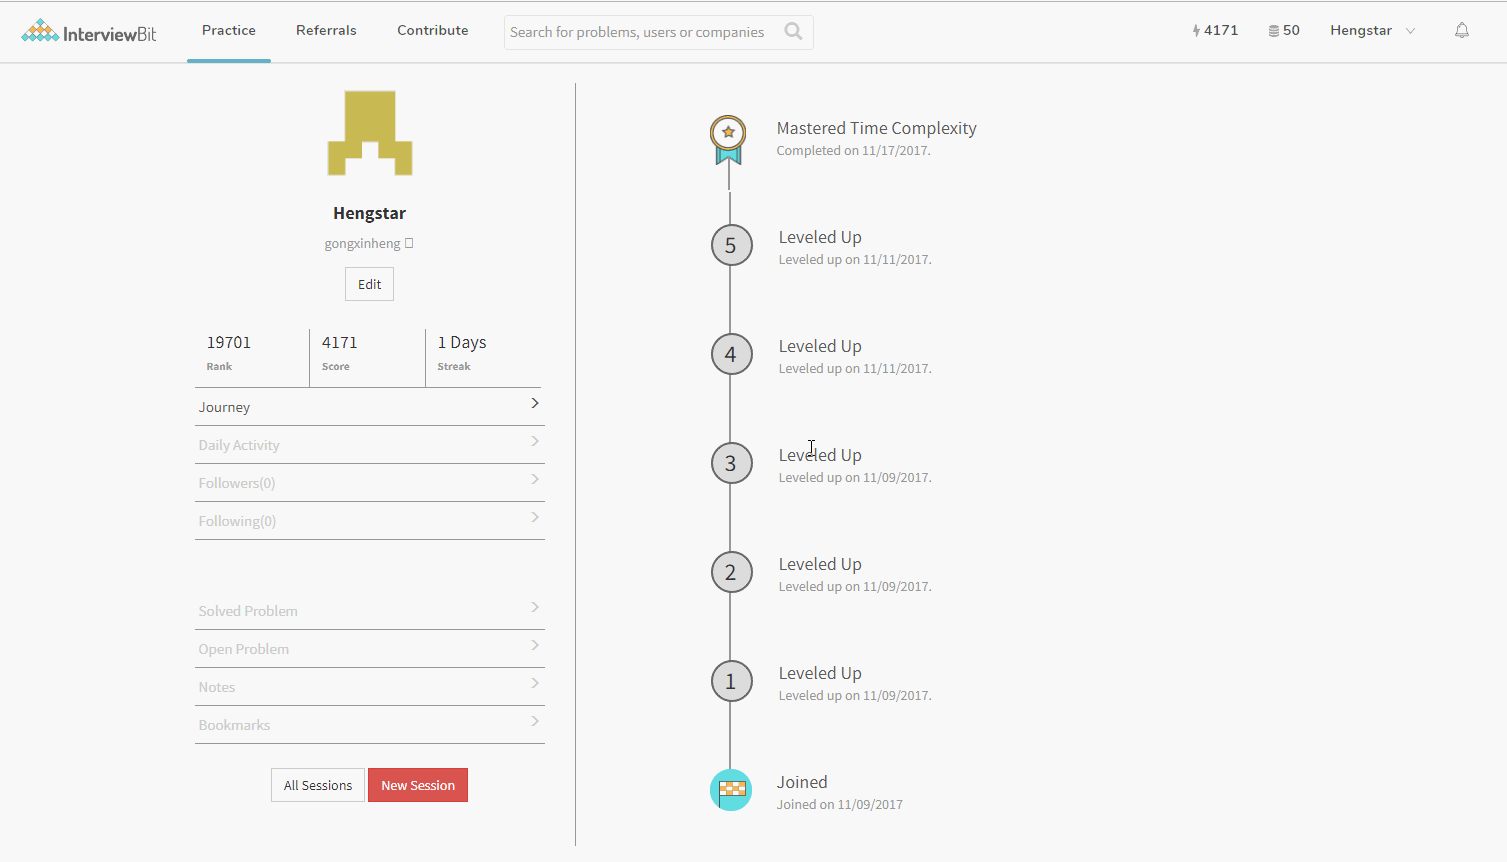 InterviewBit
Practice
Referrals
Contribute
Search for problems, users or companies
4171
50
Hengstar
Hengstar
gongxinheng
Edit
19701
Rank
4171
Score
1 Days
Streak
Journey
Daily Activity
Followers(0)
Following(0)
Solved Problem
Open Problem
Notes
Bookmarks
All Sessions
New Session
Mastered Time Complexity
Completed on 11/17/2017.
5
Leveled Up
Leveled up on 11/11/2017.
4
Leveled Up
Leveled up on 11/11/2017.
3
Leveled Up
Leveled up on 11/09/2017.
2
Leveled Up
Leveled up on 11/09/2017.
1
Leveled Up
Leveled up on 11/09/2017.
Joined
Joined on 11/09/2017